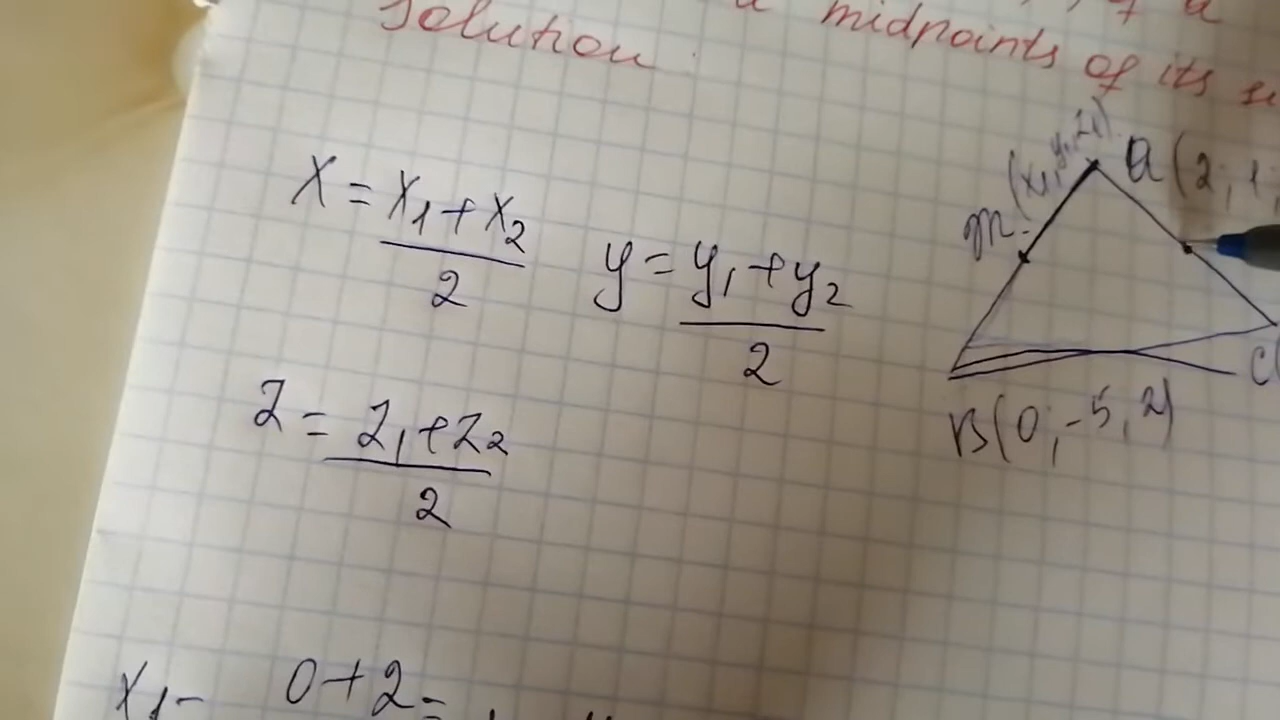 midpoints of its
Solution
x = x₁ + x₂ / 2
y = y₁ + y₂ / 2
z = z₁ + z₂ / 2
(x₁, y₁, z₁)
M
a (2; 1;
B(0; -5; 2)
C(
x₁ = 0 + 2 =